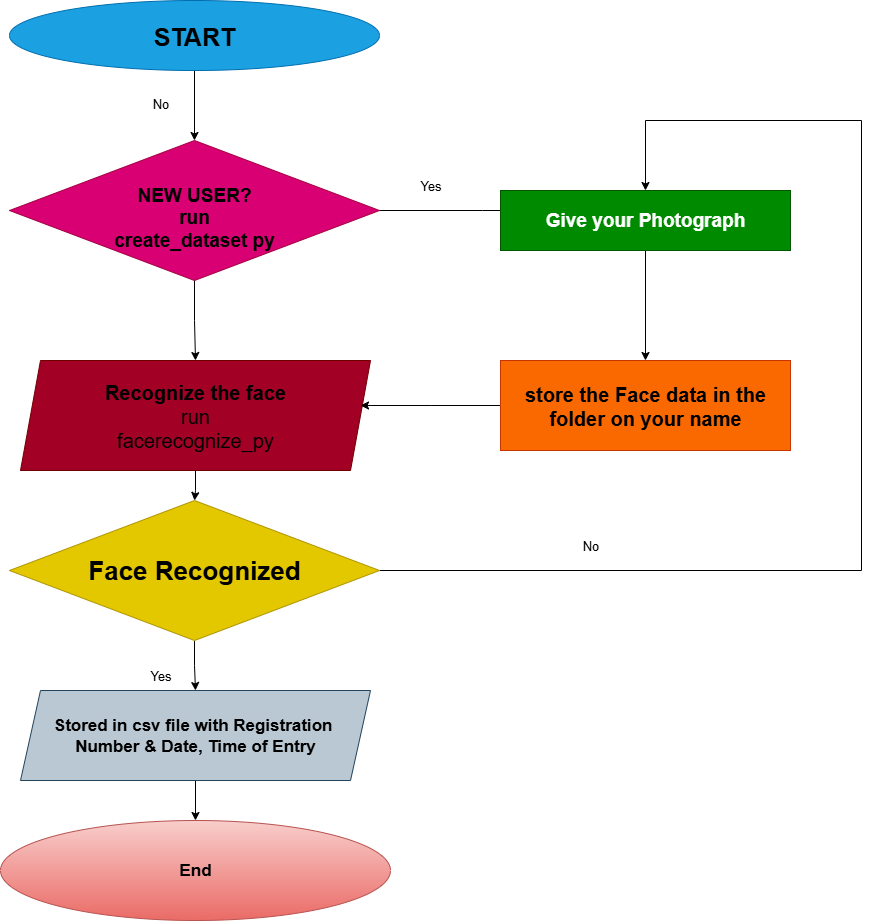 START
No
NEW USER?
run
create_dataset py
Yes
Give your Photograph
Recognize the face
run
facerecognize_py
store the Face data in the
folder on your name
Face Recognized
No
Yes
Stored in csv file with Registration
Number & Date, Time of Entry
End